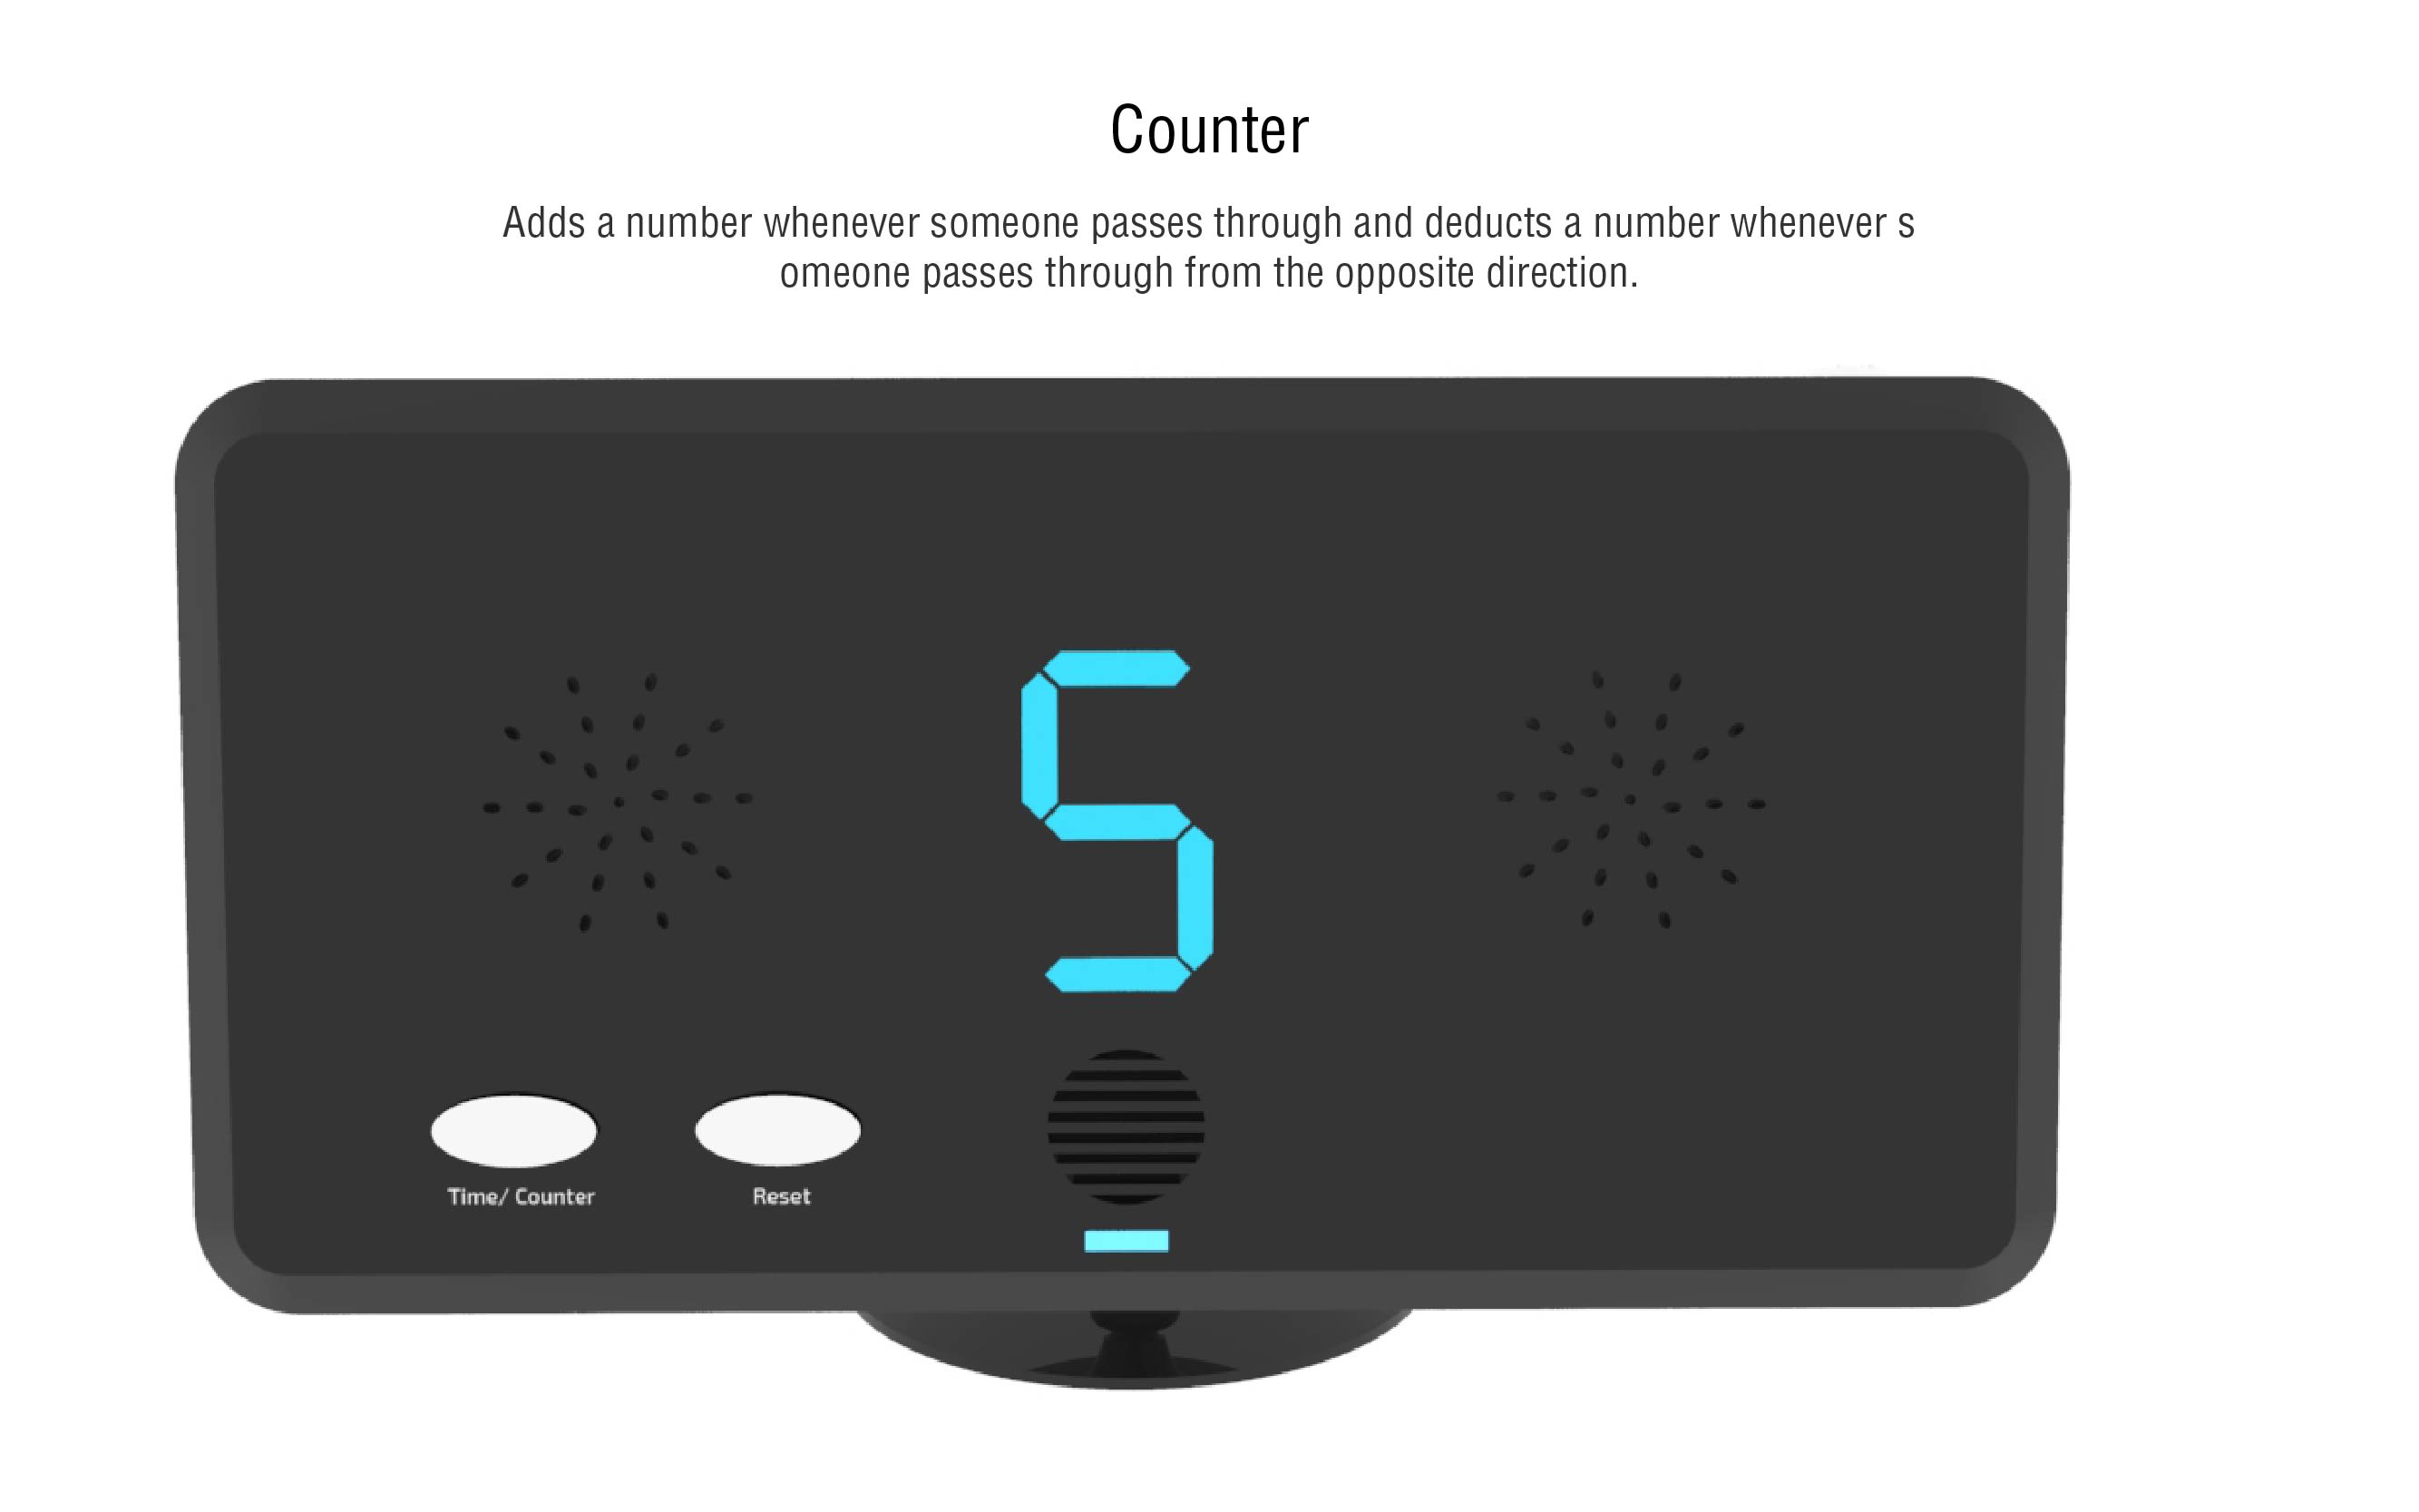 Counter
Adds a number whenever someone passes through and deducts a number whenever s
omeone passes through from the opposite direction.
5
Time/ Counter
Reset